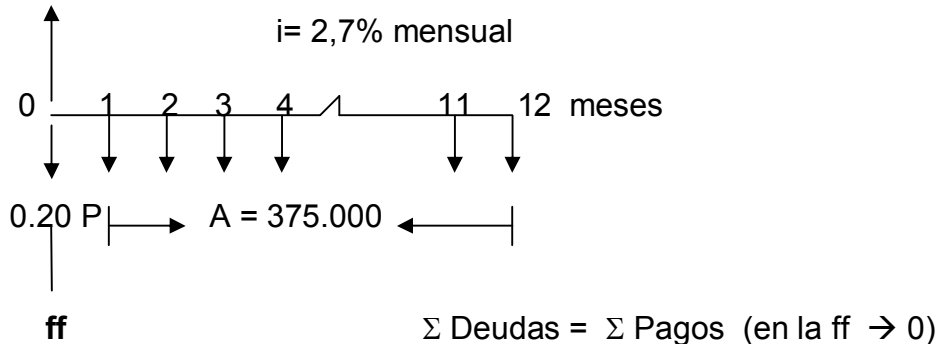 i= 2,7% mensual
0 1 2 3 4 11 12 meses
0.20 P A = 375.000
ff Σ Deudas = Σ Pagos (en la ff → 0)